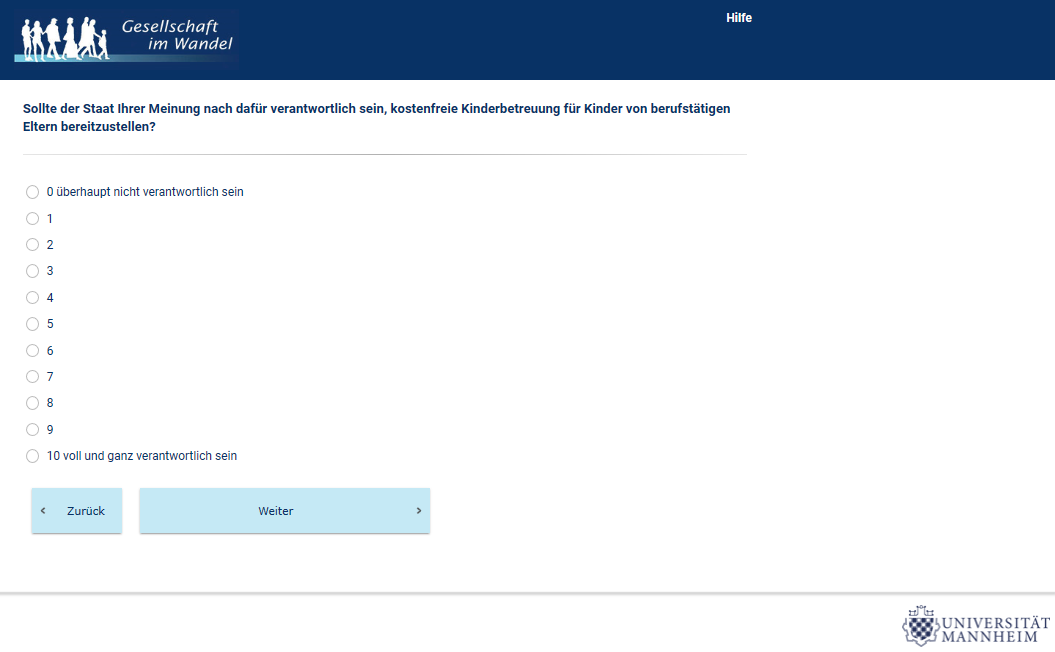 Gesellschaft
im Wandel
Hilfe
Sollte der Staat Ihrer Meinung nach dafür verantwortlich sein, kostenfreie Kinderbetreuung für Kinder von berufstätigen
Eltern bereitzustellen?
0 überhaupt nicht verantwortlich sein
1
2
3
4
5
6
7
8
9
10 voll und ganz verantwortlich sein
Zurück
Weiter
UNIVERSITÄT
MANNHEIM